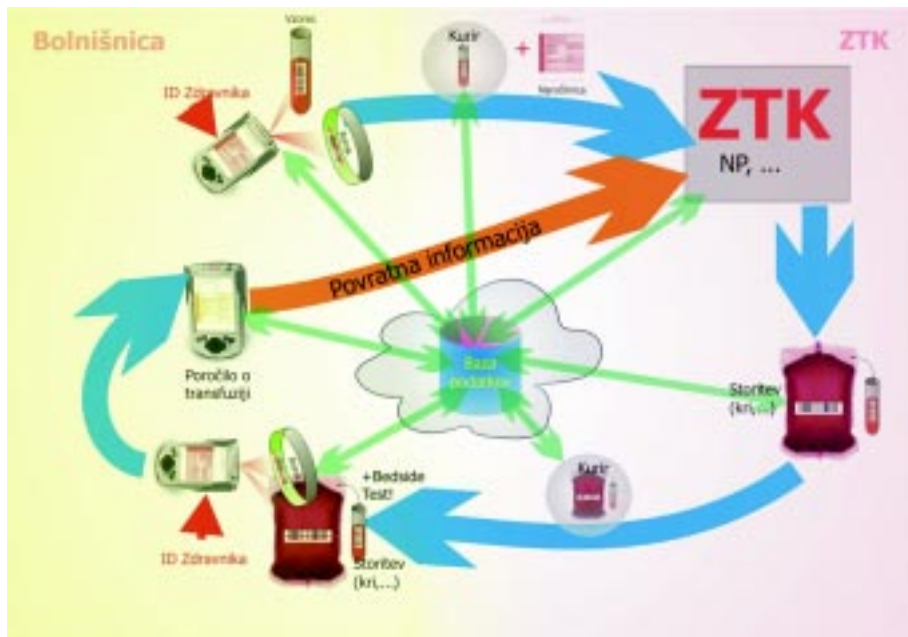 Bolnišnica
Vzorec
Kurir
+
Naročilnica
ZTK
ID Zdravnika
ZTK
NP, ...
Povratna informacija
Baza
podatkov
Poročilo o
transfuziji
Storitev
(kri,...)
+Bedside
Test!
Kurir
ID Zdravnika
Storitev
(kri,...)